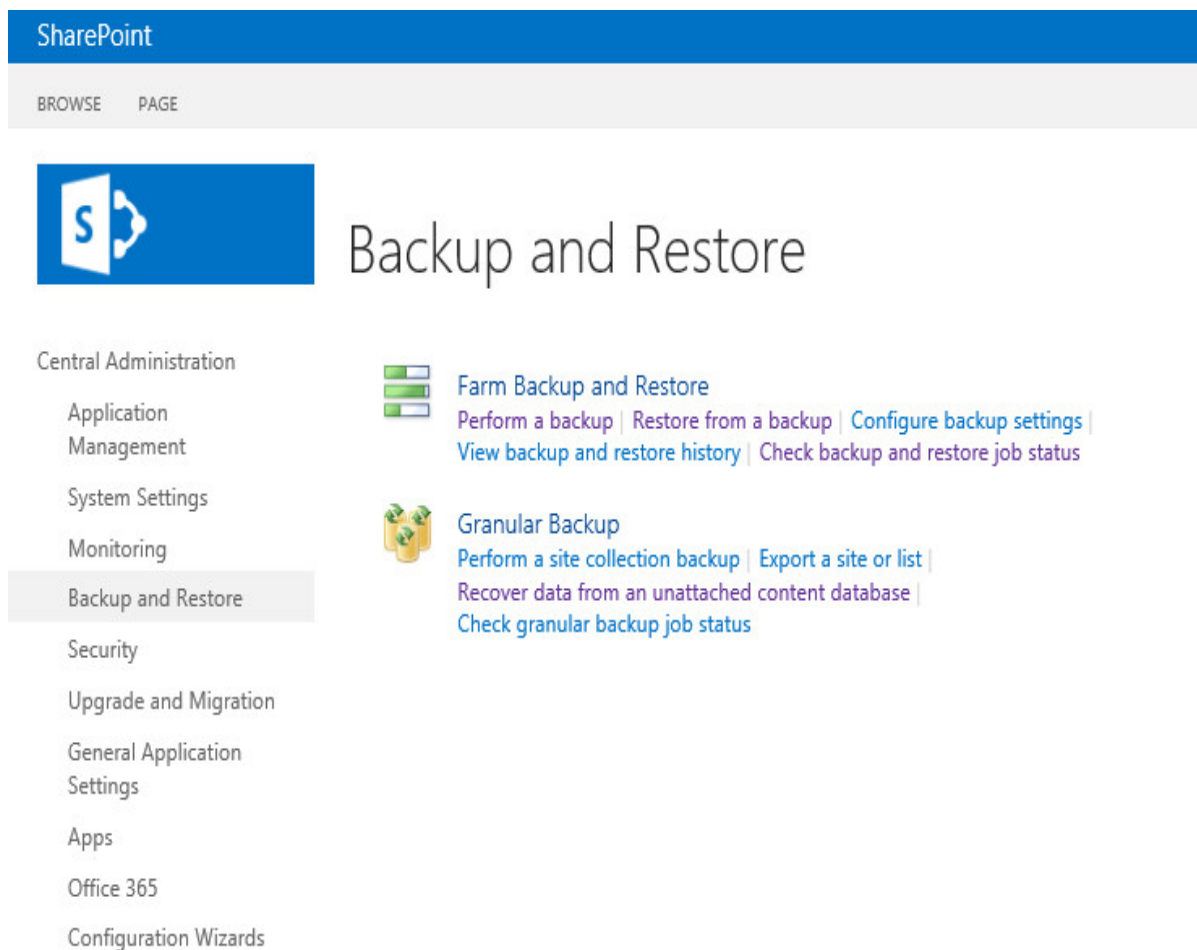 SharePoint
BROWSE PAGE
S
Backup and Restore
Central Administration
Application
Management
System Settings
Monitoring
Backup and Restore
Security
Upgrade and Migration
General Application
Settings
Apps
Office 365
Configuration Wizards
Farm Backup and Restore
Perform a backup | Restore from a backup | Configure backup settings |
View backup and restore history | Check backup and restore job status
Granular Backup
Perform a site collection backup | Export a site or list |
Recover data from an unattached content database |
Check granular backup job status